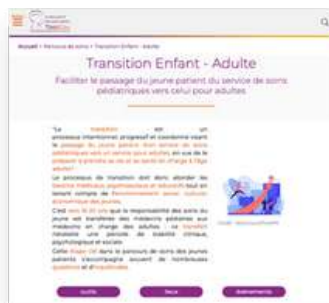 Accueil > Parcours de soins > Transition Enfant - Adulte
Transition Enfant - Adulte
Faciliter le passage du jeune patient du service de soins
pédiatriques vers celui pour adultes
"La transition est un
processus intentionnel, progressif et coordonné visant
le passage du jeune patient d'un service de soins
pédiatriques vers un service pour adultes, en vue de le
préparer à prendre sa vie et sa santé en charge à l'âge
adulte".
Le processus de transition doit donc aborder les
besoins médicaux, psychosociaux et éducatifs tout en
tenant compte de l'environnement socio-culturel,
économique des jeunes.
C'est vers 16 ans que la responsabilité des soins du
jeune est transférée des médecins pédiatres aux
médecins en charge des adultes : ce transfert
nécessite une période de stabilité clinique,
psychologique et sociale.
Cette étape clé dans le parcours de soins des jeunes
patients s'accompagne souvent de nombreuses
questions et d'inquiétudes.
outils
lieux
évènements